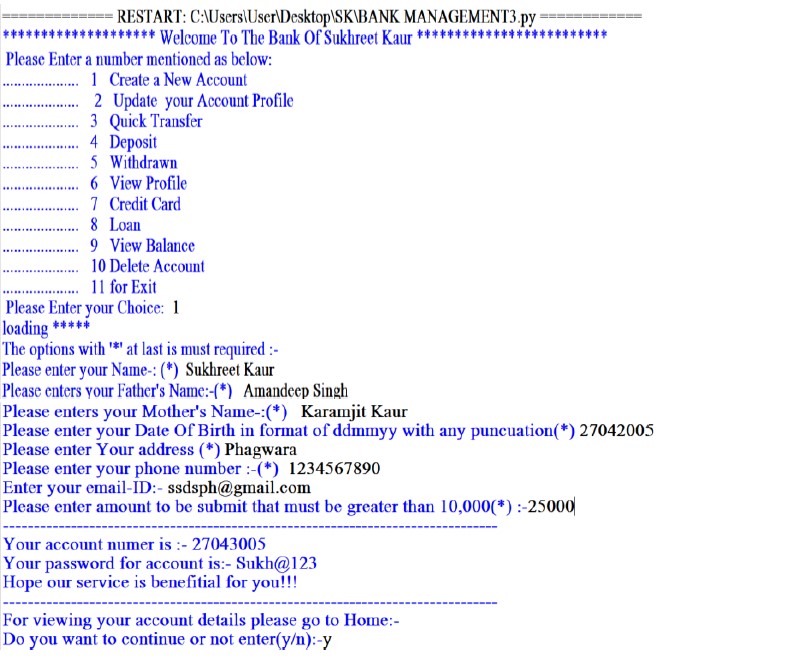 ============= RESTART: C:\Users\User\Desktop\SK\BANK MANAGEMENT3.py ============
******************** Welcome To The Bank Of Sukhreet Kaur *************************
Please Enter a number mentioned as below:
.................... 1 Create a New Account
.................... 2 Update your Account Profile
.................... 3 Quick Transfer
.................... 4 Deposit
.................... 5 Withdrawn
.................... 6 View Profile
.................... 7 Credit Card
.................... 8 Loan
.................... 9 View Balance
.................... 10 Delete Account
.................... 11 for Exit
Please Enter your Choice: 1
loading *****
The options with '*' at last is must required :-
Please enter your Name-: (*) Sukhreet Kaur
Please enters your Father's Name:-(*) Amandeep Singh
Please enters your Mother's Name-:(*) Karamjit Kaur
Please enter your Date Of Birth in format of ddmmyy with any puncuation(*) 27042005
Please enter Your address (*) Phagwara
Please enter your phone number :-(*) 1234567890
Enter your email-ID:- ssdsph@gmail.com
Please enter amount to be submit that must be greater than 10,000(*) :-25000
--------------------------------------------------------------------------------
Your account numer is :- 27043005
Your password for account is:- Sukh@123
Hope our service is benefitial for you!!!
--------------------------------------------------------------------------------
For viewing your account details please go to Home:-
Do you want to continue or not enter(y/n):-y